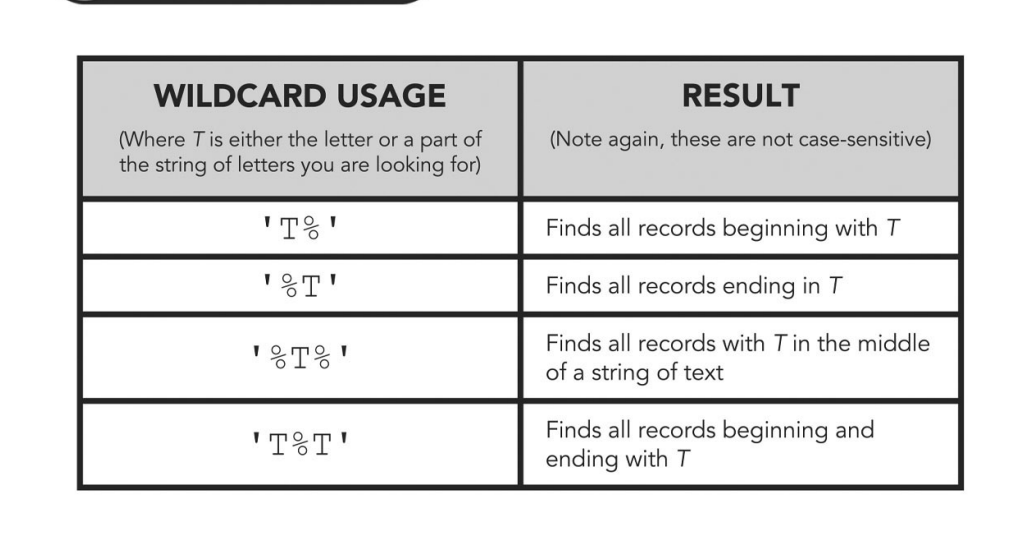 WILDCARD USAGE
(Where T is either the letter or a part of
the string of letters you are looking for)
RESULT
(Note again, these are not case-sensitive)
'T%'
Finds all records beginning with T
'%T'
Finds all records ending in T
'%T%'
Finds all records with T in the middle
of a string of text
'T%T'
Finds all records beginning and
ending with T